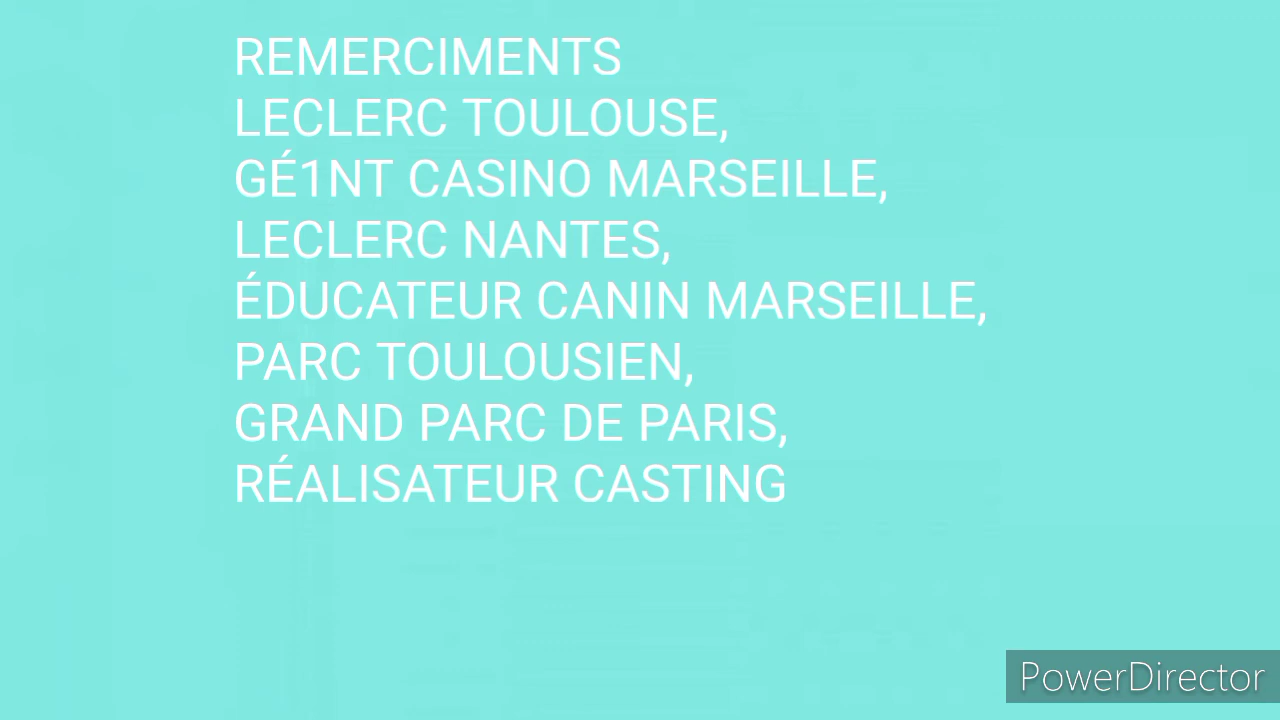 REMERCIMENTS
LECLERC TOULOUSE,
GÉ1NT CASINO MARSEILLE,
LECLERC NANTES,
ÉDUCATEUR CANIN MARSEILLE,
PARC TOULOUSIEN,
GRAND PARC DE PARIS,
RÉALISATEUR CASTING
PowerDirector